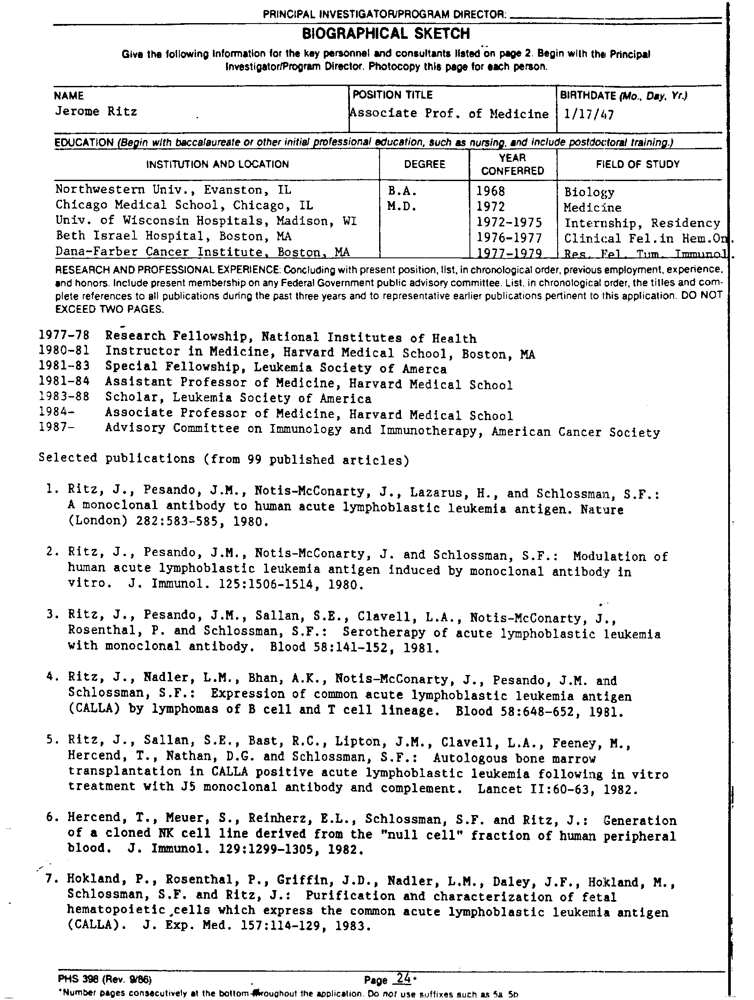 PRINCIPAL INVESTIGATOR/PROGRAM DIRECTOR:
BIOGRAPHICAL SKETCH
Give the following information for the key personnel and consultants listed on page 2. Begin with the Principal
Investigator/Program Director. Photocopy this page for each person.
NAME POSITION TITLE BIRTHDATE (Mo., Day, Yr.)
Jerome Ritz Associate Prof. of Medicine 1/17/47
EDUCATION (Begin with baccalaureate or other initial professional education, such as nursing, and include postdoctoral training.)
INSTITUTION AND LOCATION DEGREE YEAR CONFERRED FIELD OF STUDY
Northwestern Univ., Evanston, IL B.A. 1968 Biology
Chicago Medical School, Chicago, IL M.D. 1972 Medicine
Univ. of Wisconsin Hospitals, Madison, WI 1972-1975 Internship, Residency
Beth Israel Hospital, Boston, MA 1976-1977 Clinical Fel.in Hem.On.
Dana-Farber Cancer Institute, Boston, MA 1977-1979 Res. Fel. Tum. Immunol.
RESEARCH AND PROFESSIONAL EXPERIENCE: Concluding with present position, list, in chronological order, previous employment, experience,
and honors. Include present membership on any Federal Government public advisory committee. List, in chronological order, the titles and com-
plete references to all publications during the past three years and to representative earlier publications pertinent to this application. DO NOT
EXCEED TWO PAGES.
1977-78 Research Fellowship, National Institutes of Health
1980-81 Instructor in Medicine, Harvard Medical School, Boston, MA
1981-83 Special Fellowship, Leukemia Society of Amerca
1981-84 Assistant Professor of Medicine, Harvard Medical School
1983-88 Scholar, Leukemia Society of America
1984- Associate Professor of Medicine, Harvard Medical School
1987- Advisory Committee on Immunology and Immunotherapy, American Cancer Society
Selected publications (from 99 published articles)
1. Ritz, J., Pesando, J.M., Notis-McConarty, J., Lazarus, H., and Schlossman, S.F.:
A monoclonal antibody to human acute lymphoblastic leukemia antigen. Nature
(London) 282:583-585, 1980.
2. Ritz, J., Pesando, J.M., Notis-McConarty, J. and Schlossman, S.F.: Modulation of
human acute lymphoblastic leukemia antigen induced by monoclonal antibody in
vitro. J. Immunol. 125:1506-1514, 1980.
3. Ritz, J., Pesando, J.M., Sallan, S.E., Clavell, L.A., Notis-McConarty, J.,
Rosenthal, P. and Schlossman, S.F.: Serotherapy of acute lymphoblastic leukemia
with monoclonal antibody. Blood 58:141-152, 1981.
4. Ritz, J., Nadler, L.M., Bhan, A.K., Notis-McConarty, J., Pesando, J.M. and
Schlossman, S.F.: Expression of common acute lymphoblastic leukemia antigen
(CALLA) by lymphomas of B cell and T cell lineage. Blood 58:648-652, 1981.
5. Ritz, J., Sallan, S.E., Bast, R.C., Lipton, J.M., Clavell, L.A., Feeney, M.,
Hercend, T., Nathan, D.G. and Schlossman, S.F.: Autologous bone marrow
transplantation in CALLA positive acute lymphoblastic leukemia following in vitro
treatment with J5 monoclonal antibody and complement. Lancet II:60-63, 1982.
6. Hercend, T., Meuer, S., Reinherz, E.L., Schlossman, S.F. and Ritz, J.: Generation
of a cloned NK cell line derived from the "null cell" fraction of human peripheral
blood. J. Immunol. 129:1299-1305, 1982.
7. Hokland, P., Rosenthal, P., Griffin, J.D., Nadler, L.M., Daley, J.F., Hokland, M.,
Schlossman, S.F. and Ritz, J.: Purification and characterization of fetal
hematopoietic cells which express the common acute lymphoblastic leukemia antigen
(CALLA). J. Exp. Med. 157:114-129, 1983.
PHS 398 (Rev. 9/86) Page 24*
*Number pages consecutively at the bottom throughout the application. Do not use suffixes such as 5a, 5b